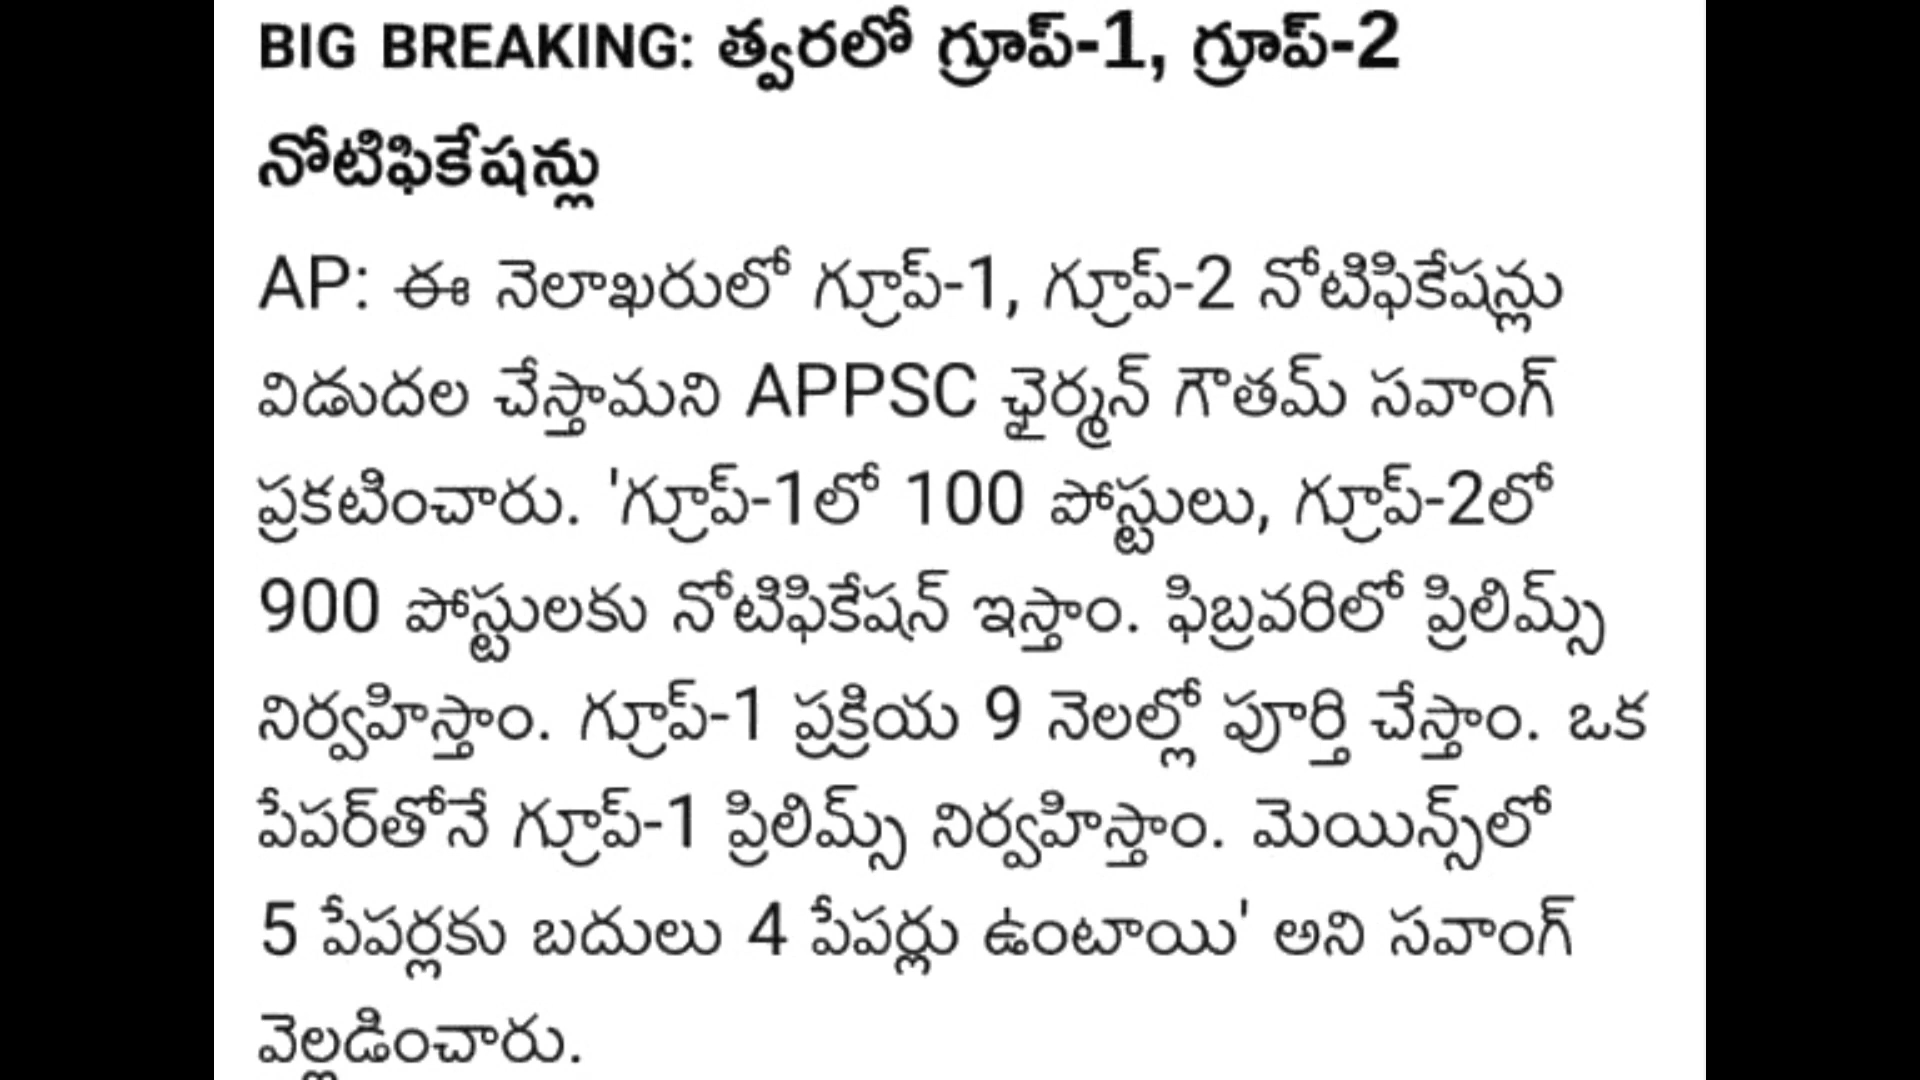 BIG BREAKING: త్వరలో గ్రూప్-1, గ్రూప్-2
నోటిఫికేషన్లు
AP: ఈ నెలాఖరులో గ్రూప్-1, గ్రూప్-2 నోటిఫికేషన్లు
విడుదల చేస్తామని APPSC ఛైర్మన్ గౌతమ్ సవాంగ్
ప్రకటించారు. 'గ్రూప్-1లో 100 పోస్టులు, గ్రూప్-2లో
900 పోస్టులకు నోటిఫికేషన్ ఇస్తాం. ఫిబ్రవరిలో ప్రిలిమ్స్
నిర్వహిస్తాం. గ్రూప్-1 ప్రక్రియ 9 నెలల్లో పూర్తి చేస్తాం. ఒక
పేపర్‌తోనే గ్రూప్-1 ప్రిలిమ్స్ నిర్వహిస్తాం. మెయిన్స్‌లో
5 పేపర్లకు బదులు 4 పేపర్లు ఉంటాయి' అని సవాంగ్
వెల్లడించారు.